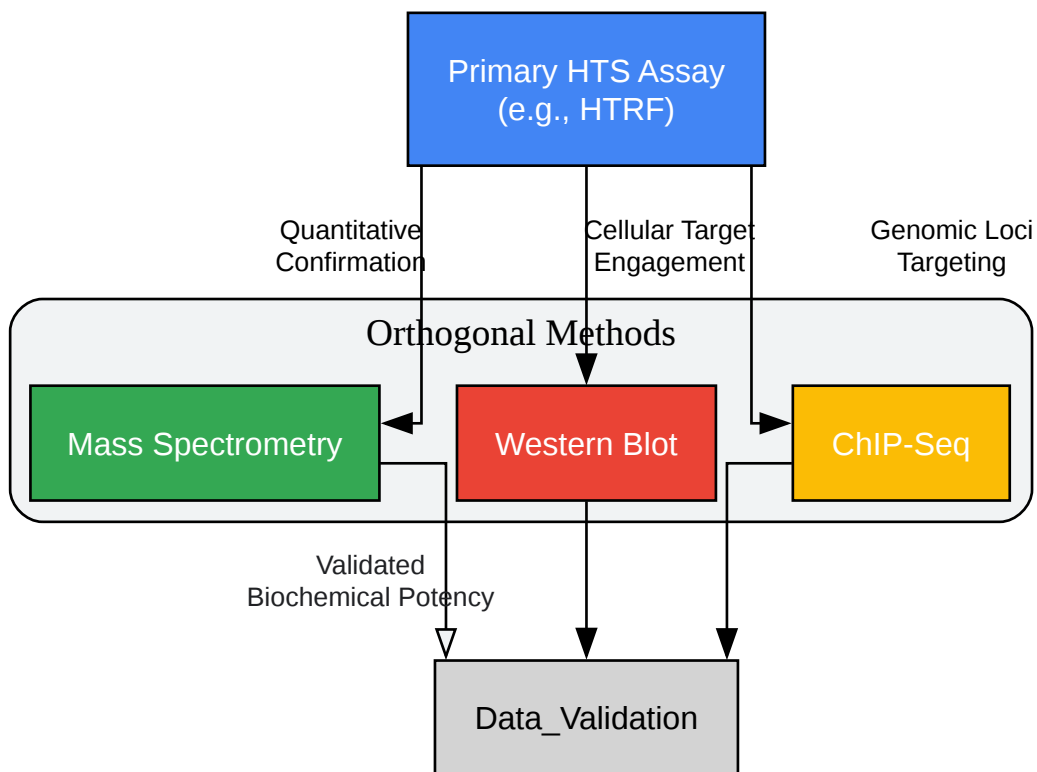 Primary HTS Assay
(e.g., HTRF)
Quantitative
Confirmation
Cellular Target
Engagement
Genomic Loci
Targeting
Orthogonal Methods
Mass Spectrometry
Western Blot
ChIP-Seq
Validated
Biochemical Potency
Data_Validation